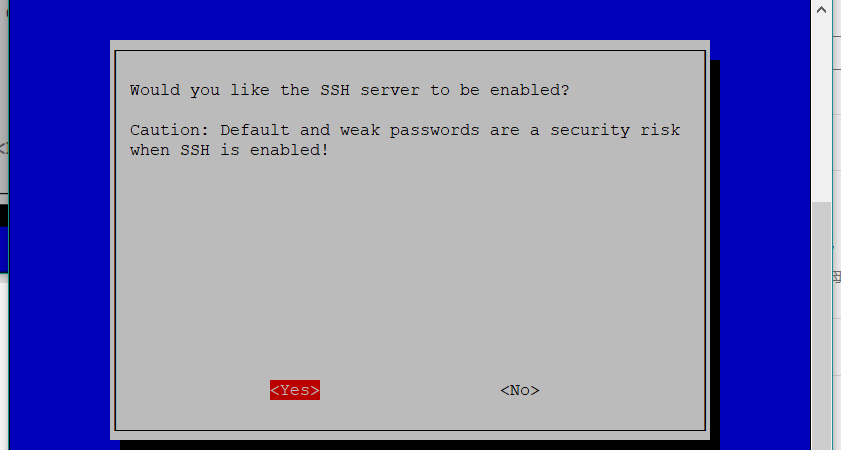 Would you like the SSH server to be enabled?
Caution: Default and weak passwords are a security risk
when SSH is enabled!
<Yes> <No>